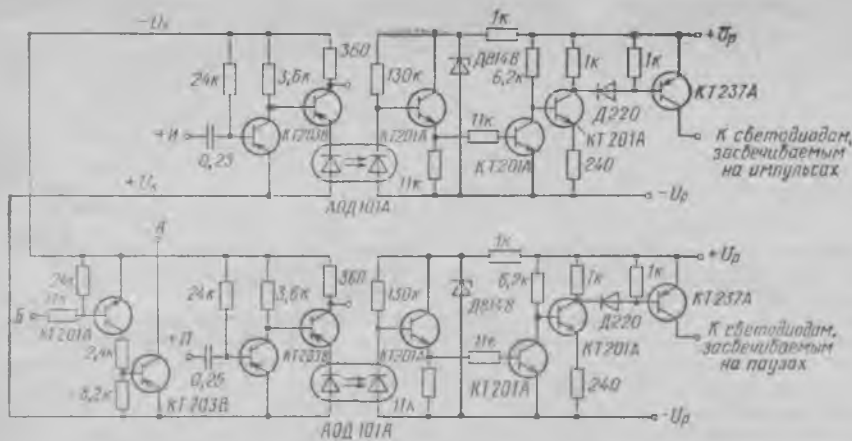 -Uк
1к
+Uр
24к
3,6к
360
130к
Д814В
6,2к
1к
1к
КТ237А
+И
0,25
КТ203В
КТ201А
11к
Д220
КТ201А
К светодиодам,
засвечиваемым
на импульсах
+Uк
11к
КТ201А
240
АОД101А
-Uр
А
1к
+Uр
24к
24к
3,6к
360
130к
Д814В
6,2к
1к
1к
КТ237А
Б
11к
КТ201А
+П
КТ203В
КТ201А
11к
Д220
К светодиодам,
засвечиваемым
на паузах
2,4к
0,25
КТ201А
8,2к
КТ201А
240
КТ203В
11к
-Uр
АОД101А